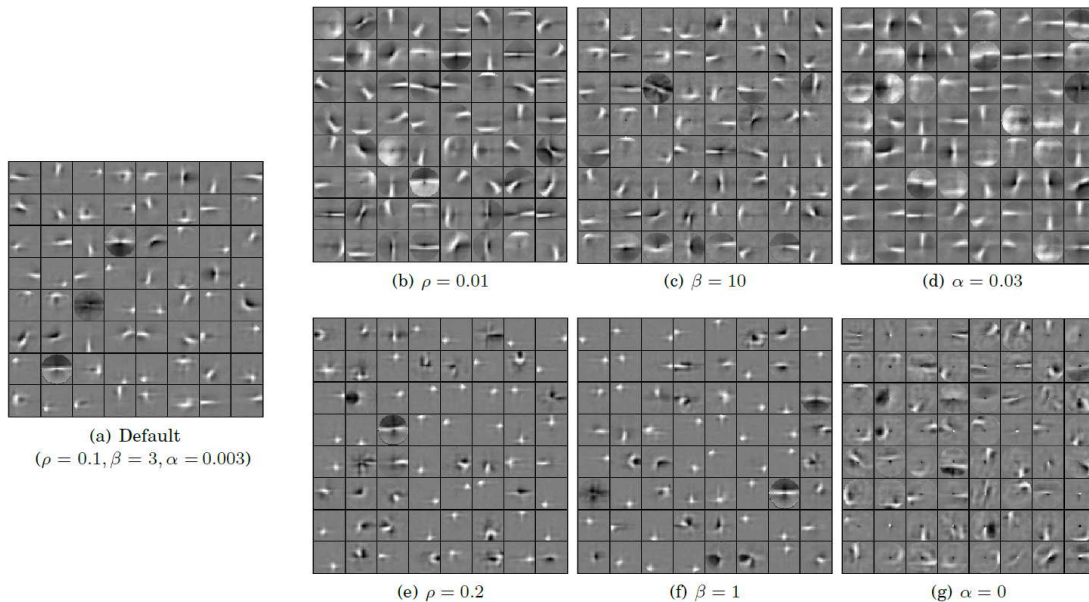 (b) ρ = 0.01
(c) β = 10
(d) α = 0.03
(a) Default
(ρ = 0.1, β = 3, α = 0.003)
(e) ρ = 0.2
(f) β = 1
(g) α = 0